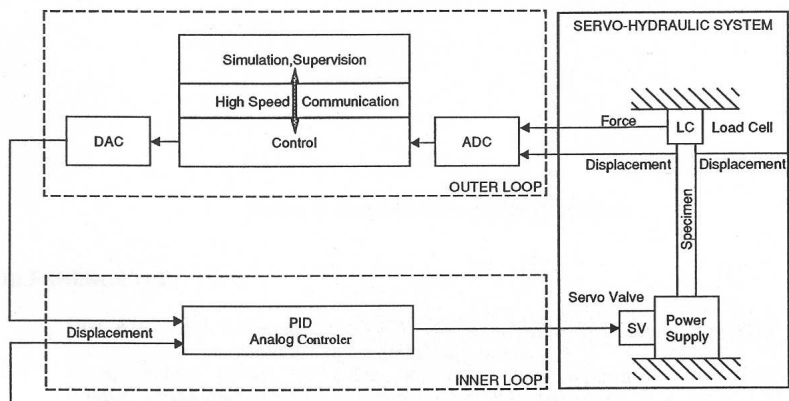 SERVO-HYDRAULIC SYSTEM
Simulation,Supervision
High Speed Communication
Control
DAC
ADC
Force
LC
Load Cell
Displacement
Displacement
OUTER LOOP
Specimen
Servo Valve
SV
Power
Supply
Displacement
PID
Analog Controler
INNER LOOP